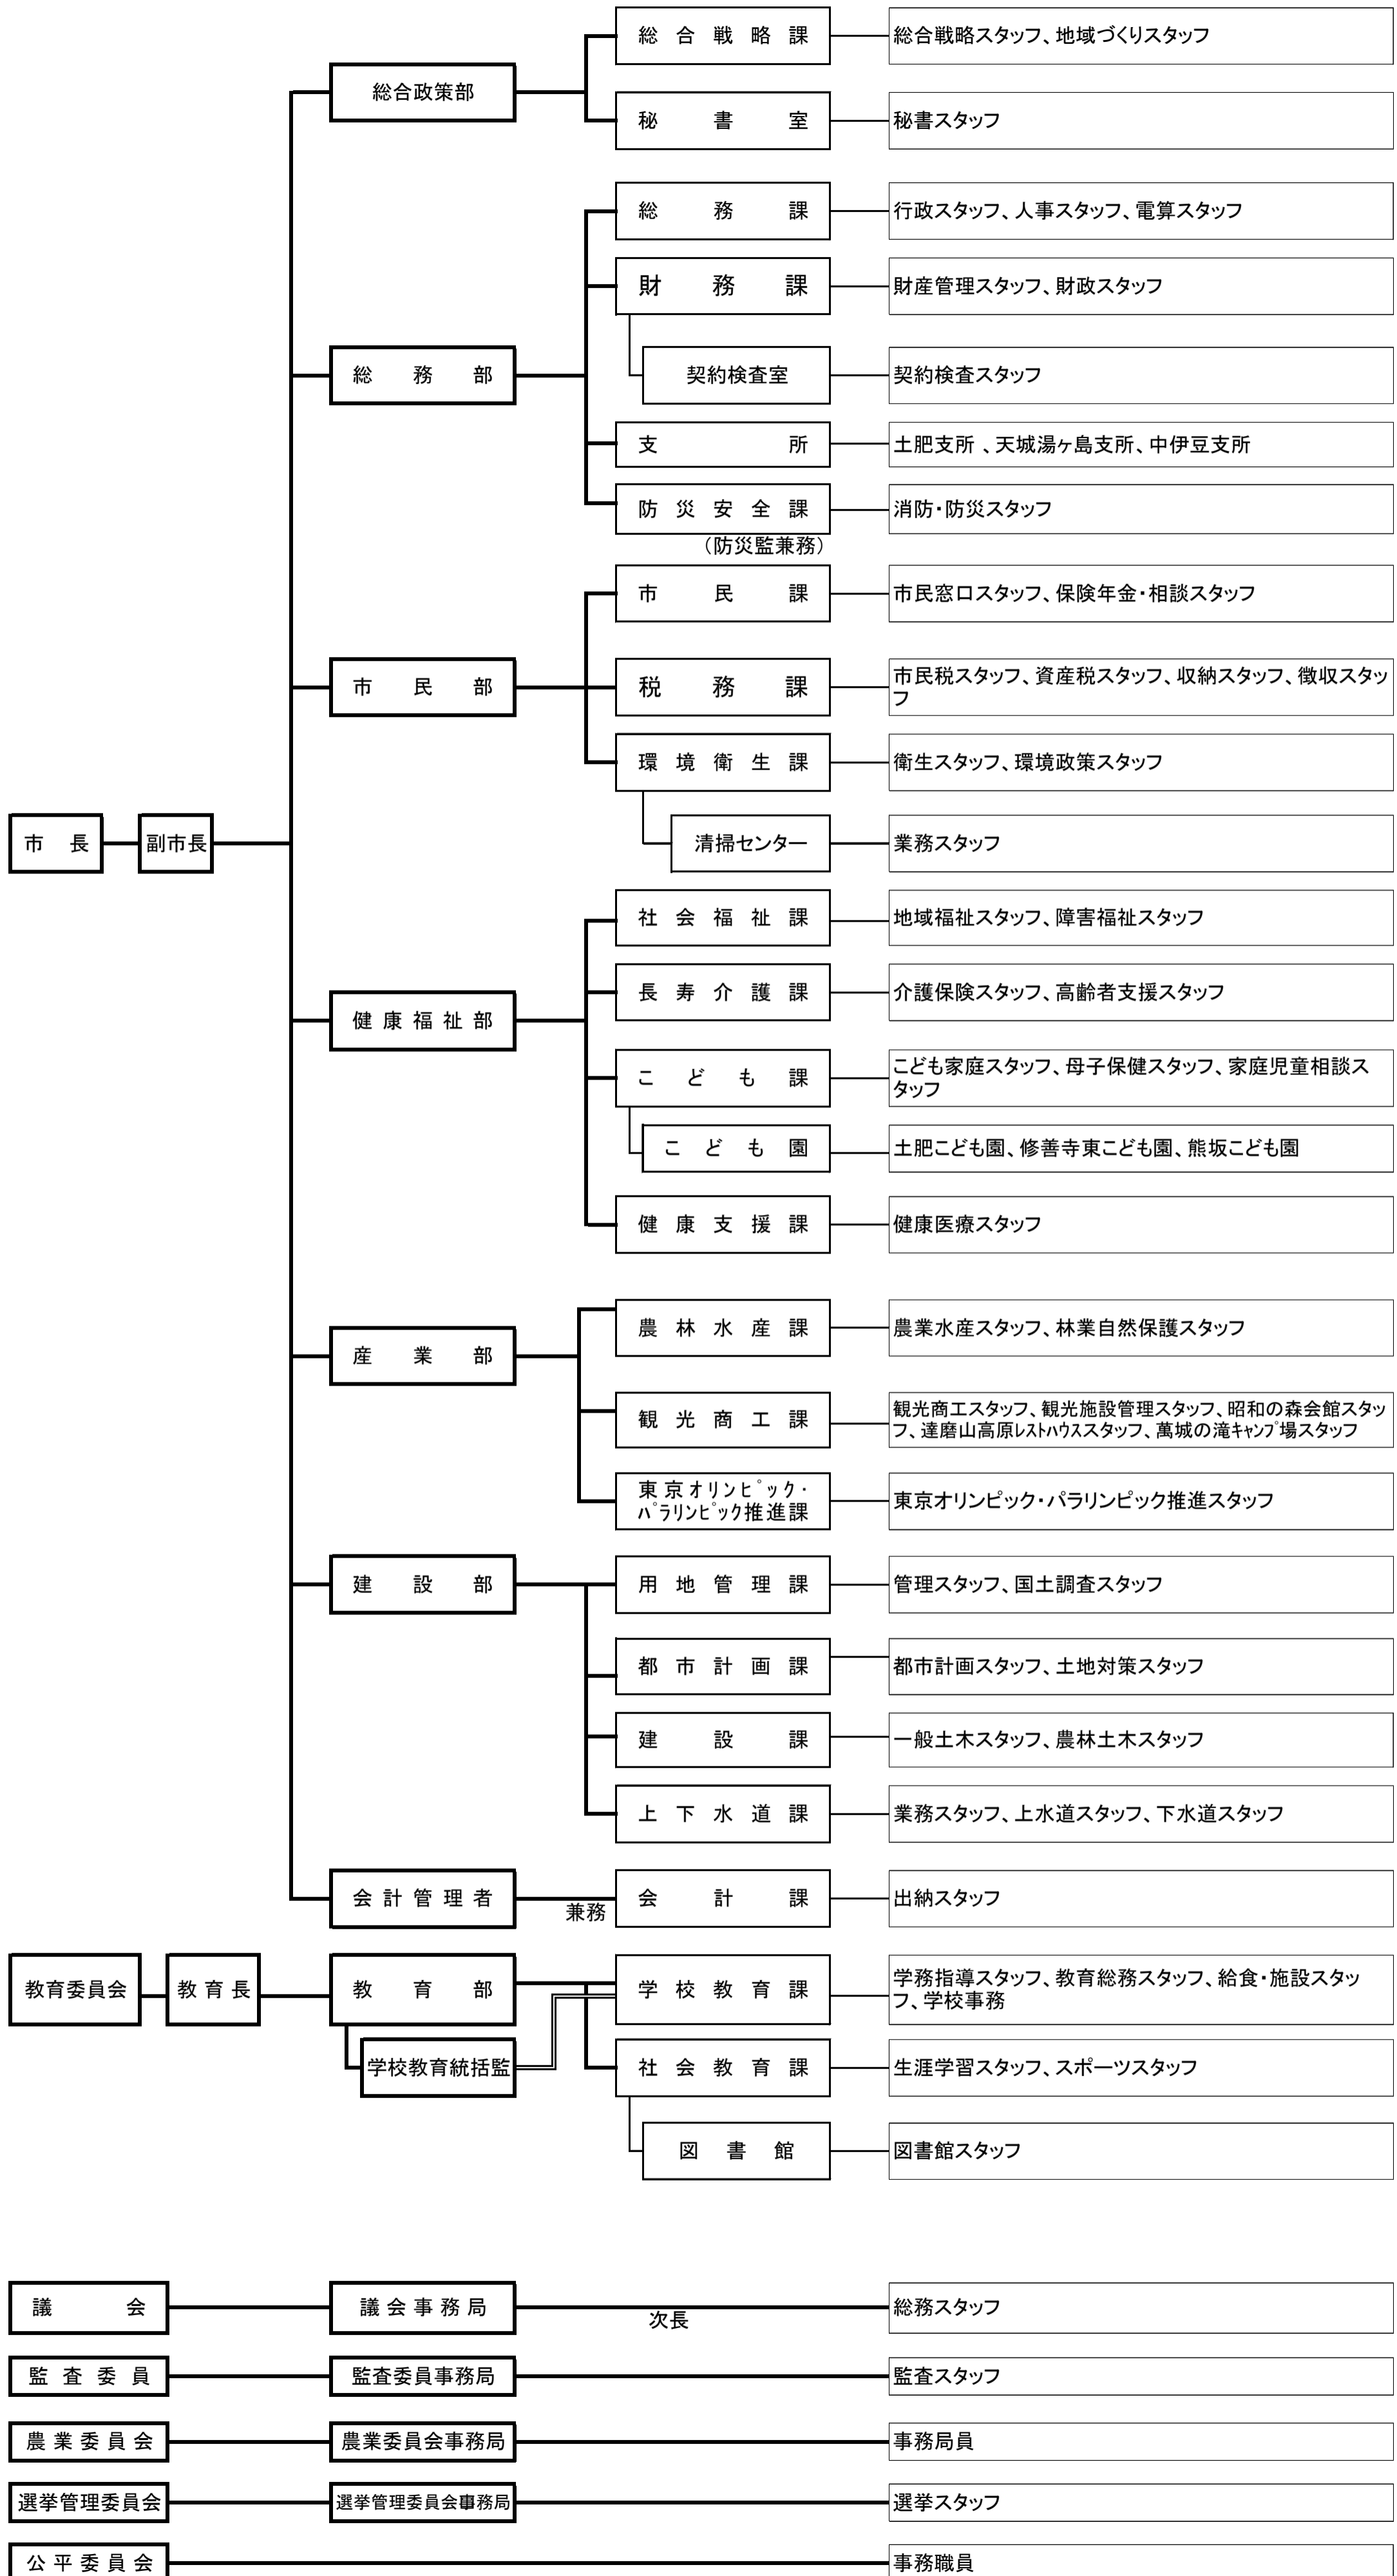 総合戦略課
総合戦略スタッフ、地域づくりスタッフ
総合政策部
秘書室
秘書スタッフ
総務課
行政スタッフ、人事スタッフ、電算スタッフ
財務課
財産管理スタッフ、財政スタッフ
総務部
契約検査室
契約検査スタッフ
支所
土肥支所 、天城湯ヶ島支所、中伊豆支所
防災安全課
消防・防災スタッフ
（防災監兼務）
市民課
市民窓口スタッフ、保険年金・相談スタッフ
市民部
税務課
市民税スタッフ、資産税スタッフ、収納スタッフ、徴収スタッ
フ
環境衛生課
衛生スタッフ、環境政策スタッフ
市長
副市長
清掃センター
業務スタッフ
社会福祉課
地域福祉スタッフ、障害福祉スタッフ
長寿介護課
介護保険スタッフ、高齢者支援スタッフ
健康福祉部
こども課
こども家庭スタッフ、母子保健スタッフ、家庭児童相談ス
タッフ
こども園
土肥こども園、修善寺東こども園、熊坂こども園
健康支援課
健康医療スタッフ
農林水産課
農業水産スタッフ、林業自然保護スタッフ
産業部
観光商工課
観光商工スタッフ、観光施設管理スタッフ、昭和の森会館スタッ
フ、達磨山高原ﾚｽﾄﾊｳｽスタッフ、萬城の滝ｷｬﾝﾌﾟ場スタッフ
東京オリンピック・
パラリンピック推進課
東京オリンピック・パラリンピック推進スタッフ
建設部
用地管理課
管理スタッフ、国土調査スタッフ
都市計画課
都市計画スタッフ、土地対策スタッフ
建設課
一般土木スタッフ、農林土木スタッフ
上下水道課
業務スタッフ、上水道スタッフ、下水道スタッフ
会計管理者
兼務
会計課
出納スタッフ
教育委員会
教育長
教育部
学校教育課
学務指導スタッフ、教育総務スタッフ、給食・施設スタッ
フ、学校事務
学校教育統括監
社会教育課
生涯学習スタッフ、スポーツスタッフ
図書館
図書館スタッフ
議会
議会事務局
次長
総務スタッフ
監査委員
監査委員事務局
監査スタッフ
農業委員会
農業委員会事務局
事務局員
選挙管理委員会
選挙管理委員会事務局
選挙スタッフ
公平委員会
事務職員